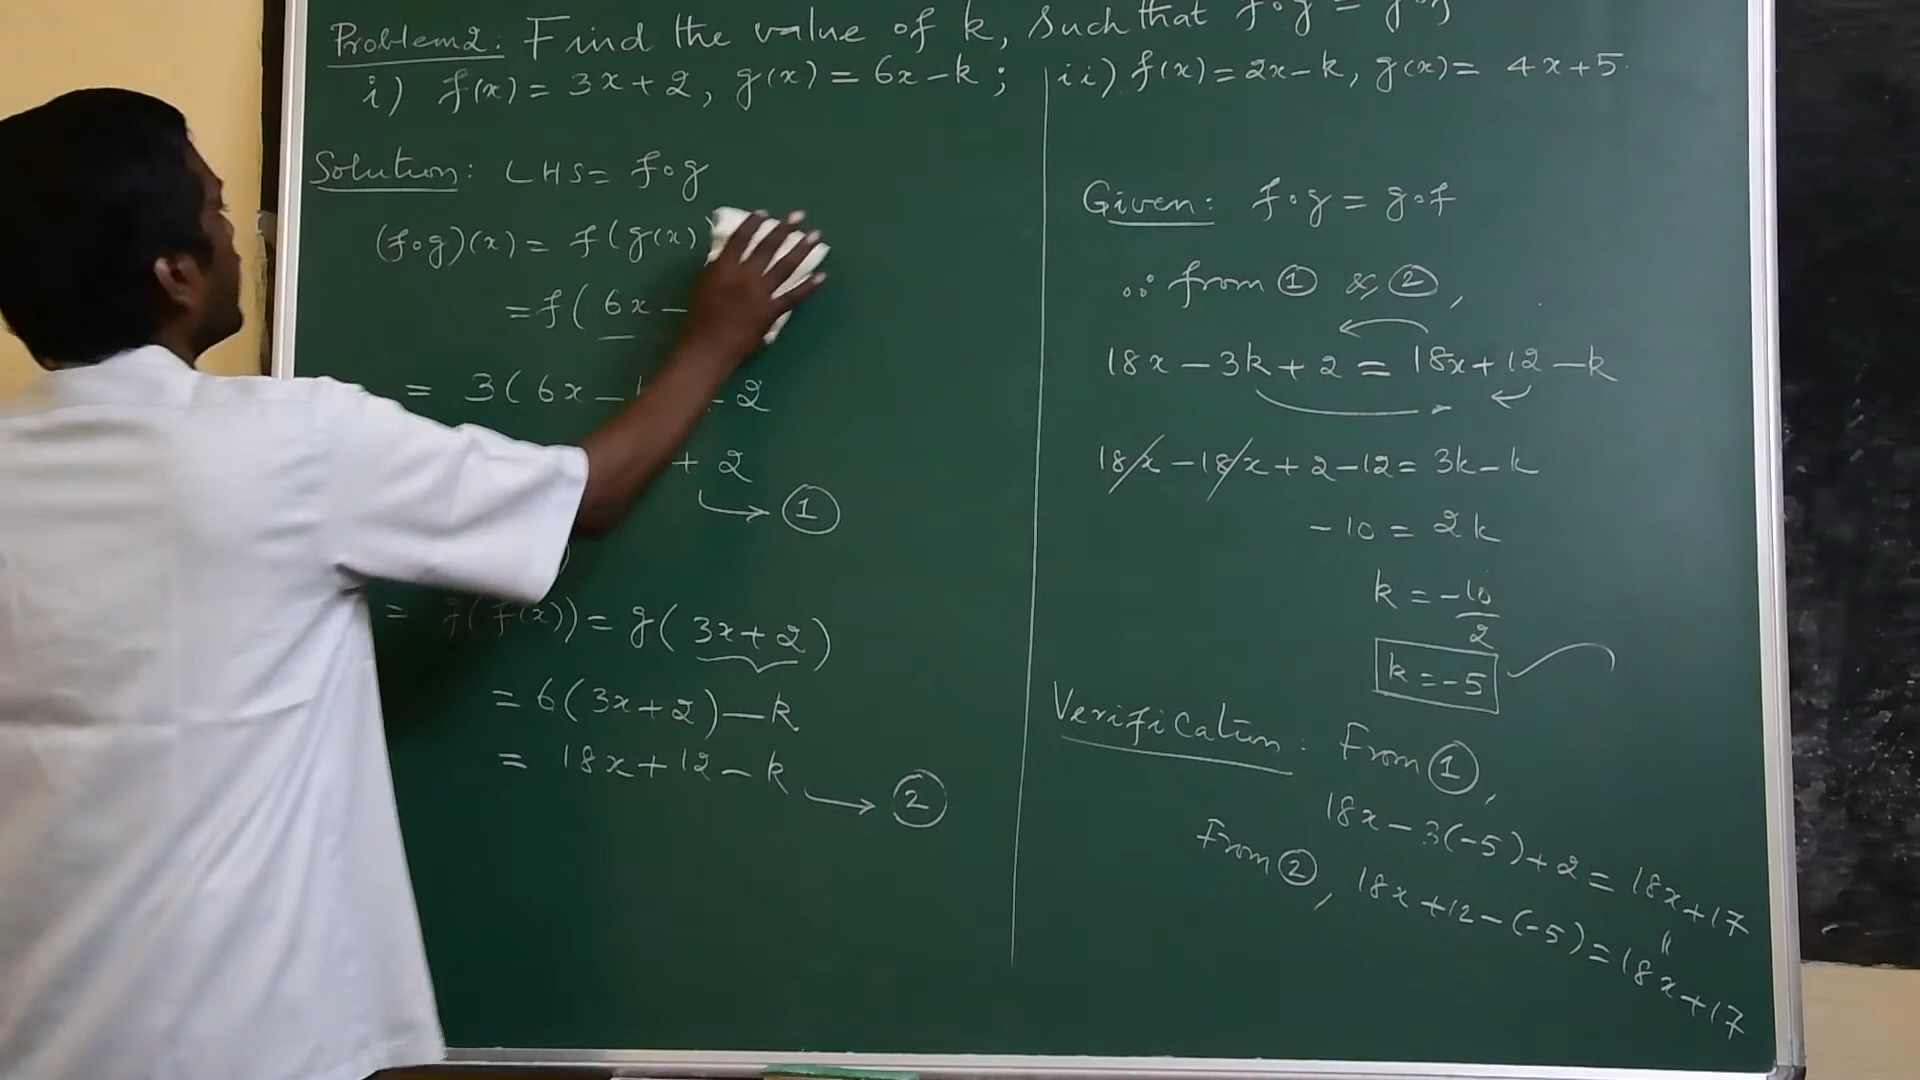 Problem 2: Find the value of k, such that f∘g = g∘f
i) f(x) = 3x+2, g(x) = 6x-k ; ii) f(x) = 2x-k, g(x) = 4x+5
Solution: LHS= f∘g
(f∘g)(x) = f(g(x)
=f( 6x -
= 3( 6x - 2
+ 2
→ ①
= g(f(x)) = g( 3x+2 )
= 6(3x+2) - k
= 18x+12 - k → ②
Given: f∘g = g∘f
∴ from ① & ②,
18x - 3k + 2 = 18x+12 - k
18x - 18x + 2 - 12 = 3k - k
-10 = 2k
k = -10/2
k = -5
Verification: From ①,
18x - 3(-5)+2 = 18x+17
From ②, 18x+12-(-5) = 18x+17